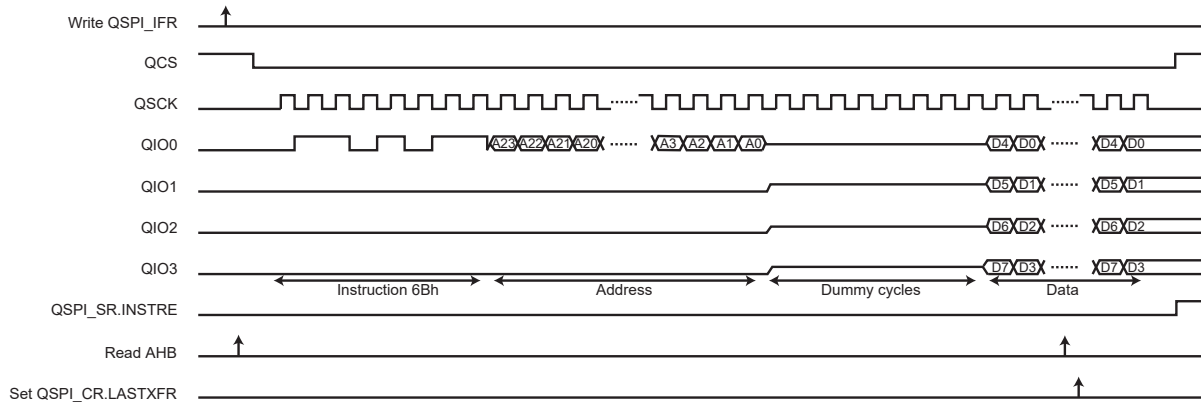 Write QSPI_IFR
QCS
QSCK
QIO0 A23 A22 A21 A20 A3 A2 A1 A0 D4 D0 D4 D0
QIO1 D5 D1 D5 D1
QIO2 D6 D2 D6 D2
QIO3 D7 D3 D7 D3
Instruction 6Bh Address Dummy cycles Data
QSPI_SR.INSTRE
Read AHB
Set QSPI_CR.LASTXFR